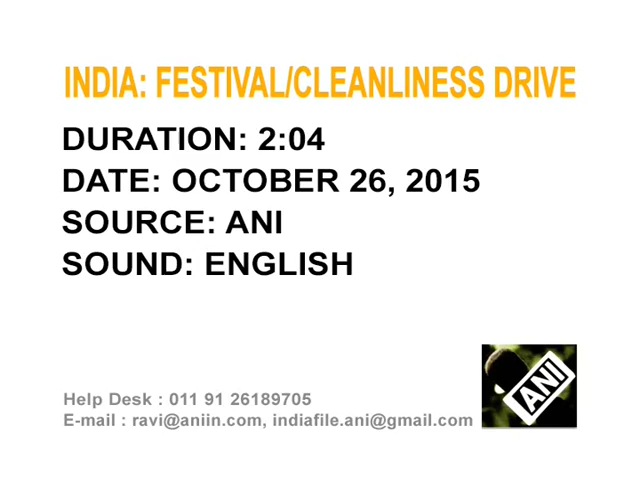 INDIA: FESTIVAL/CLEANLINESS DRIVE
DURATION: 2:04
DATE: OCTOBER 26, 2015
SOURCE: ANI
SOUND: ENGLISH
Help Desk : 011 91 26189705
E-mail : ravi@aniin.com, indiafile.ani@gmail.com
ANI